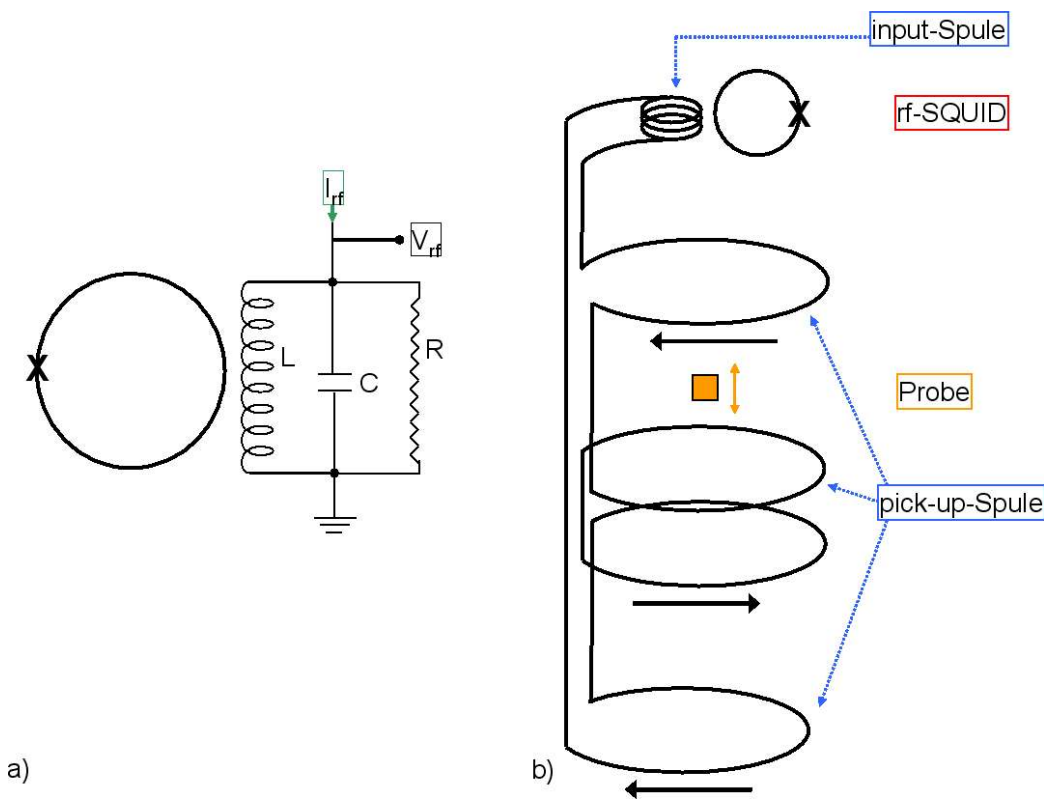 input-Spule
rf-SQUID
I_rf
V_rf
L
C
R
X
X
Probe
pick-up-Spule
a)
b)